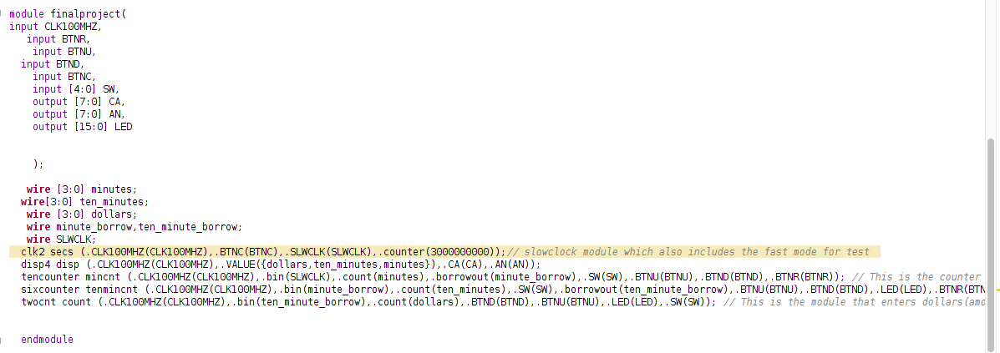 module finalproject(
input CLK100MHZ,
input BTNR,
input BTNU,
input BTND,
input BTNC,
input [4:0] SW,
output [7:0] CA,
output [7:0] AN,
output [15:0] LED
);
wire [3:0] minutes;
wire[3:0] ten_minutes;
wire [3:0] dollars;
wire minute_borrow,ten_minute_borrow;
wire SLWCLK;
clk2 secs (.CLK100MHZ(CLK100MHZ),.BTNC(BTNC),.SLWCLK(SLWCLK),.counter(3000000000));// slowclock module which also includes the fast mode for test
disp4 disp (.CLK100MHZ(CLK100MHZ),.VALUE({dollars,ten_minutes,minutes}),.CA(CA),.AN(AN));
tencounter mincnt (.CLK100MHZ(CLK100MHZ),.bin(SLWCLK),.count(minutes),.borrowout(minute_borrow),.SW(SW),.BTNU(BTNU),.BTND(BTND),.BTNR(BTNR)); // This is the counter
sixcounter tenmincnt (.CLK100MHZ(CLK100MHZ),.bin(minute_borrow),.count(ten_minutes),.SW(SW),.borrowout(ten_minute_borrow),.BTNU(BTNU),.BTND(BTND),.LED(LED),.BTNR(BTN
twocnt count (.CLK100MHZ(CLK100MHZ),.bin(ten_minute_borrow),.count(dollars),.BTND(BTND),.BTNU(BTNU),.LED(LED),.SW(SW)); // This is the module that enters dollars(amo
endmodule